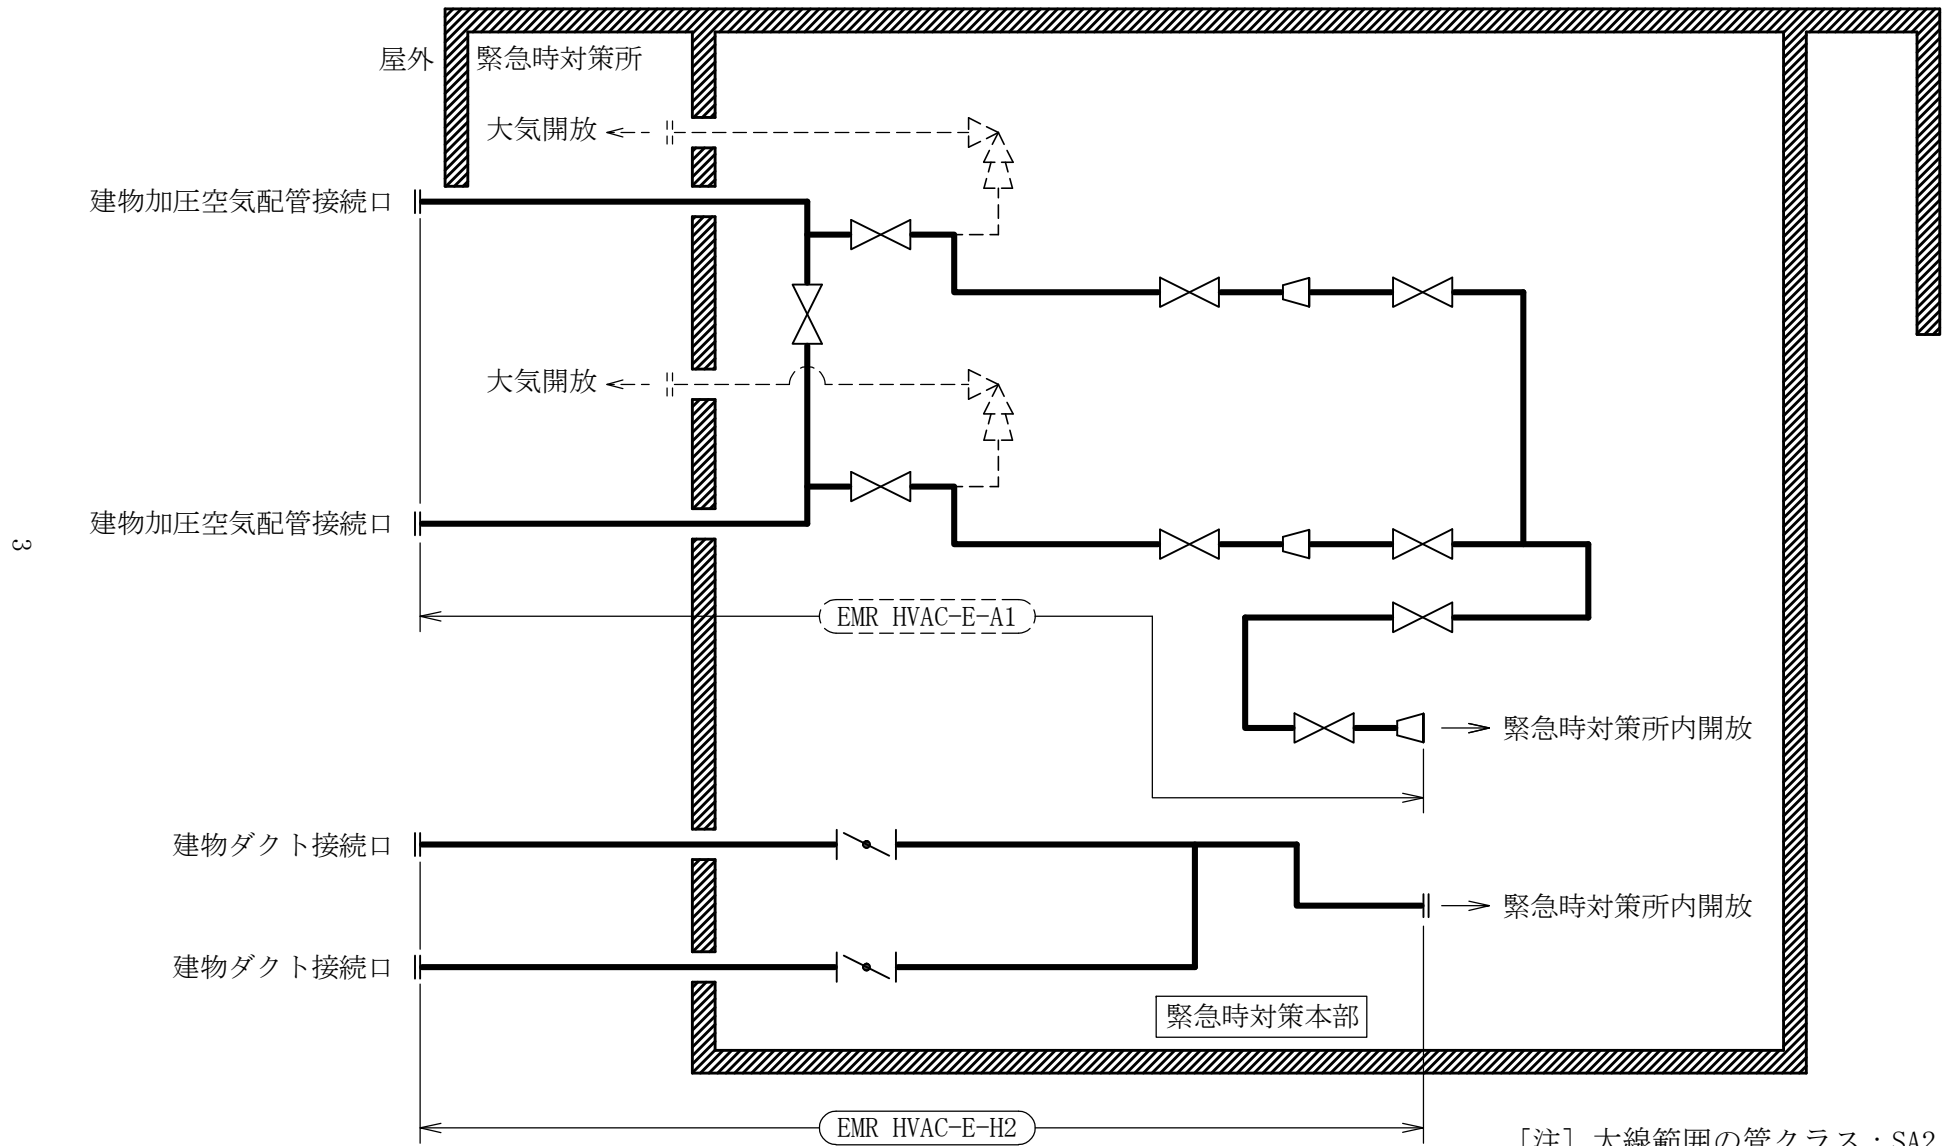 屋外
緊急時対策所
大気開放
建物加圧空気配管接続口
大気開放
建物加圧空気配管接続口
3
EMR HVAC-E-A1
緊急時対策所内開放
建物ダクト接続口
緊急時対策所内開放
建物ダクト接続口
緊急時対策本部
EMR HVAC-E-H2
［注］太線範囲の管クラス：SA2